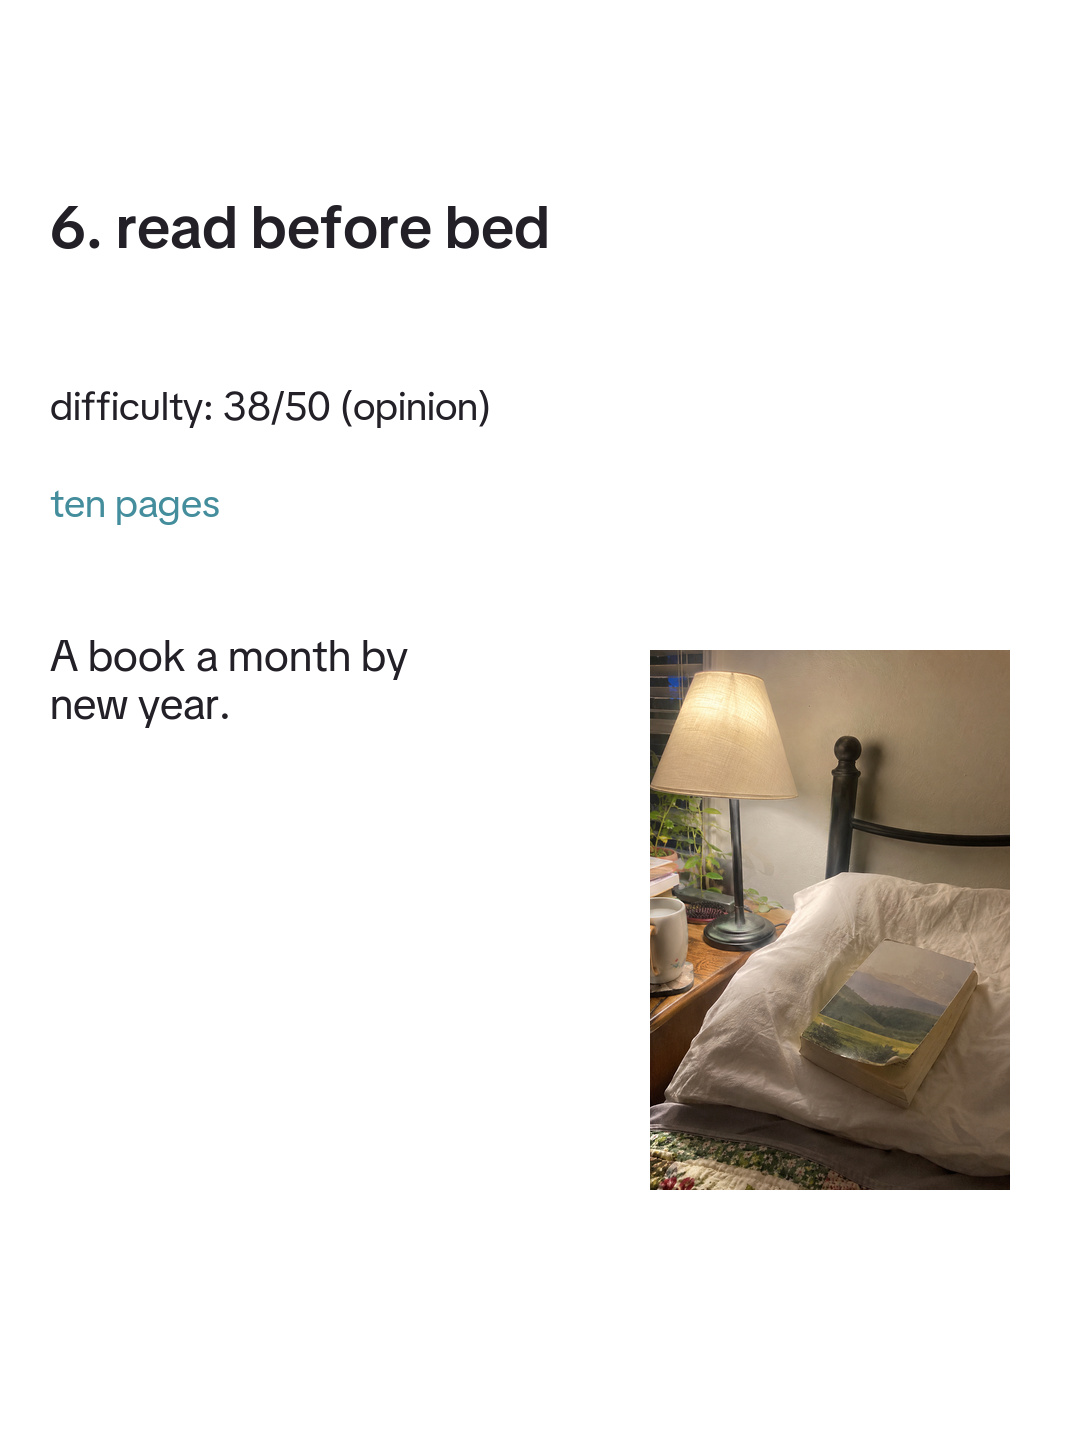 6. read before bed
difficulty: 38/50 (opinion)
ten pages
A book a month by
new year.